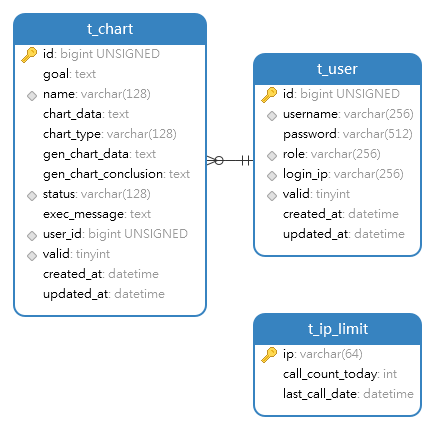 t_chart
id: bigint UNSIGNED
goal: text
name: varchar(128)
chart_data: text
chart_type: varchar(128)
gen_chart_data: text
gen_chart_conclusion: text
status: varchar(128)
exec_message: text
user_id: bigint UNSIGNED
valid: tinyint
created_at: datetime
updated_at: datetime
t_user
id: bigint UNSIGNED
username: varchar(256)
password: varchar(512)
role: varchar(256)
login_ip: varchar(256)
valid: tinyint
created_at: datetime
updated_at: datetime
t_ip_limit
ip: varchar(64)
call_count_today: int
last_call_date: datetime